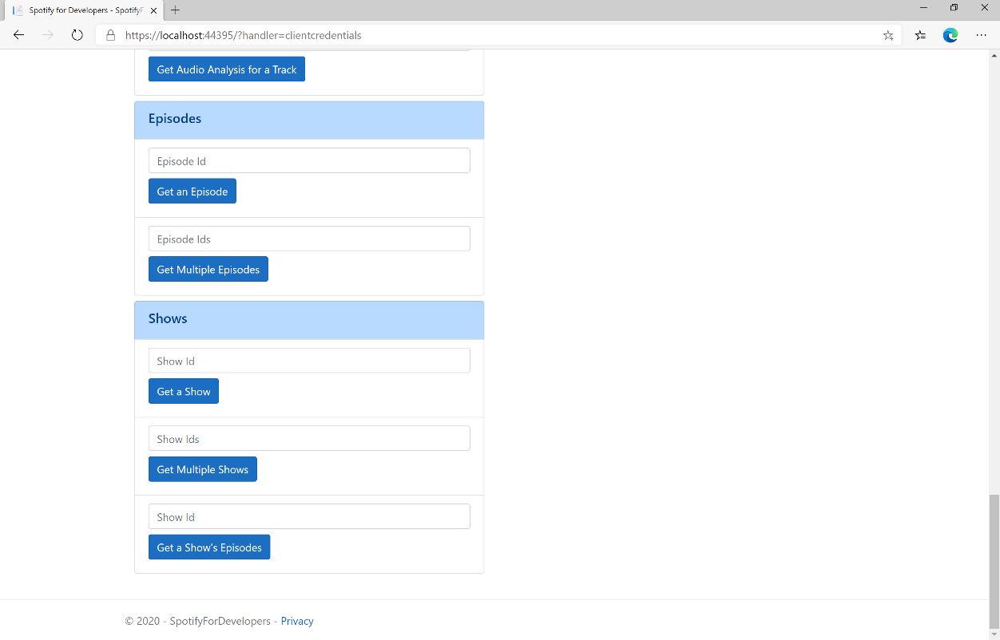 Spotify for Developers - SpotifyF
https://localhost:44395/?handler=clientcredentials
Get Audio Analysis for a Track
Episodes
Episode Id
Get an Episode
Episode Ids
Get Multiple Episodes
Shows
Show Id
Get a Show
Show Ids
Get Multiple Shows
Show Id
Get a Show's Episodes
© 2020 - SpotifyForDevelopers - Privacy